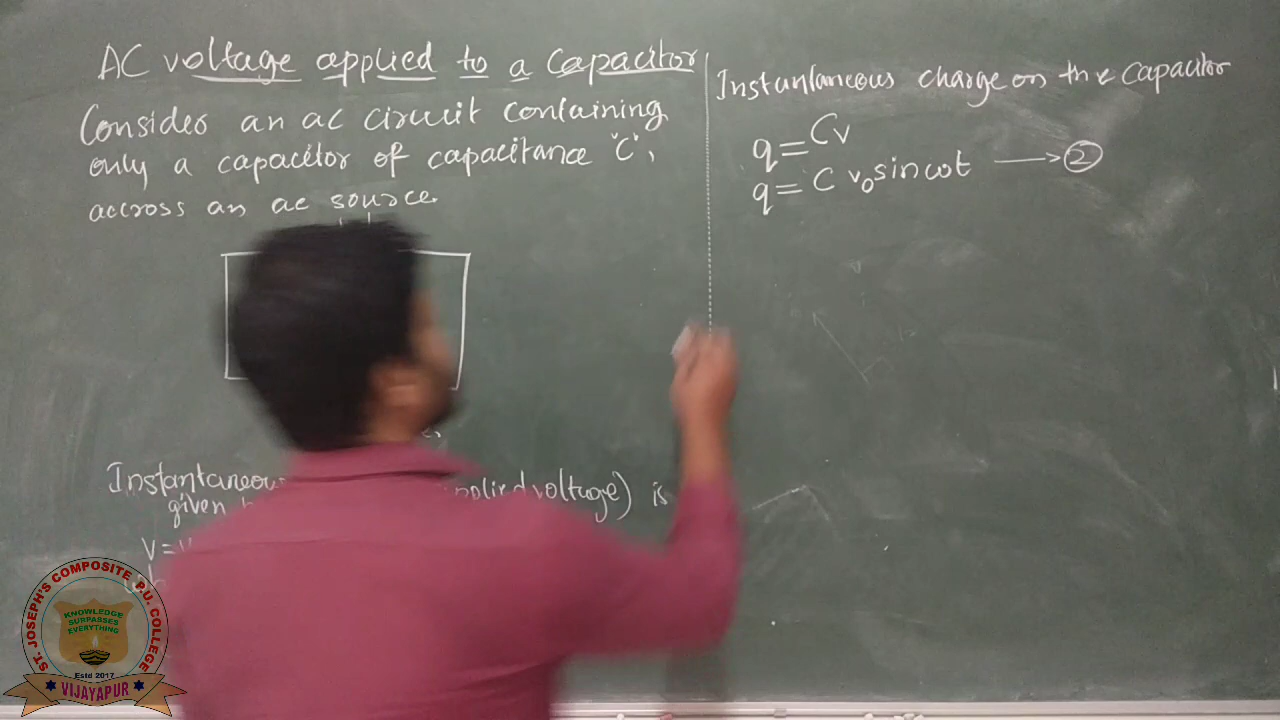 AC voltage applied to a capacitor
Consider an ac circuit containing
only a capacitor of capacitance "C",
accross an ac source.
Instantaneous voltage) is
given
V =
Instantaneous charge on the capacitor
q = Cv
q = C v₀ sin ωt → ②
ST. JOSEPH'S COMPOSITE P.U. COLLEGE
KNOWLEDGE
SURPASSES
EVERYTHING
Estd 2017
VIJAYAPUR